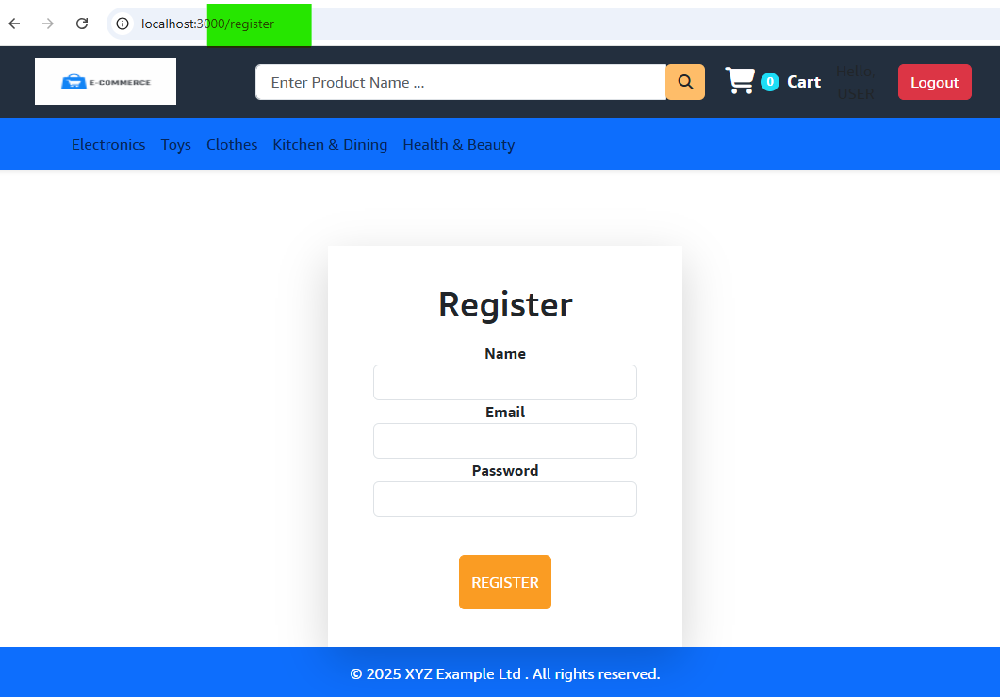 localhost:3000/register
E-COMMERCE
Enter Product Name ...
0
Cart
Hello,
USER
Logout
Electronics Toys Clothes Kitchen & Dining Health & Beauty
Register
Name
Email
Password
REGISTER
© 2025 XYZ Example Ltd . All rights reserved.